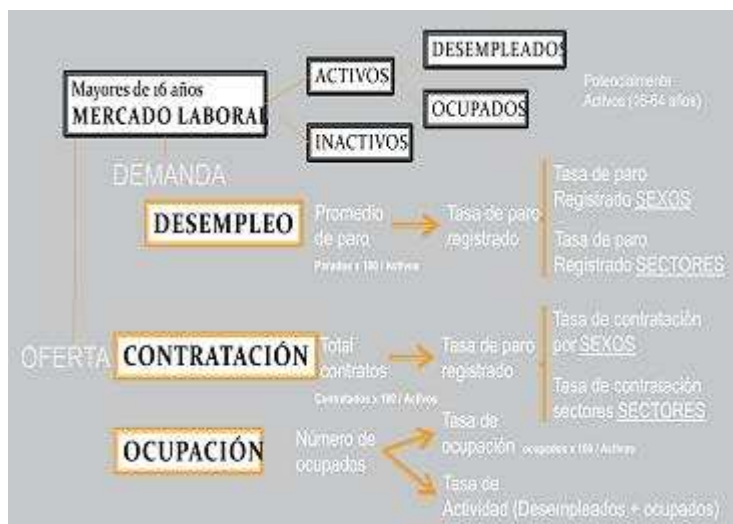 DESEMPLEADOS
Mayores de 16 años
MERCADO LABORAL
ACTIVOS
Potencialmente
Activos (16-64 años)
OCUPADOS
INACTIVOS
DEMANDA
DESEMPLEO
Promedio
de paro
Parados x 100 / Activos
Tasa de paro
registrado
Tasa de paro
Registrado SEXOS
Tasa de paro
Registrado SECTORES
OFERTA
CONTRATACIÓN
Total
contratos
Contratados x 100 / Activos
Tasa de paro
registrado
Tasa de contratación
por SEXOS
Tasa de contratación
sectores SECTORES
OCUPACIÓN
Número de
ocupados
Tasa de
ocupación ocupados x 100 / Activos
Tasa de
Actividad (Desempleados + ocupados)